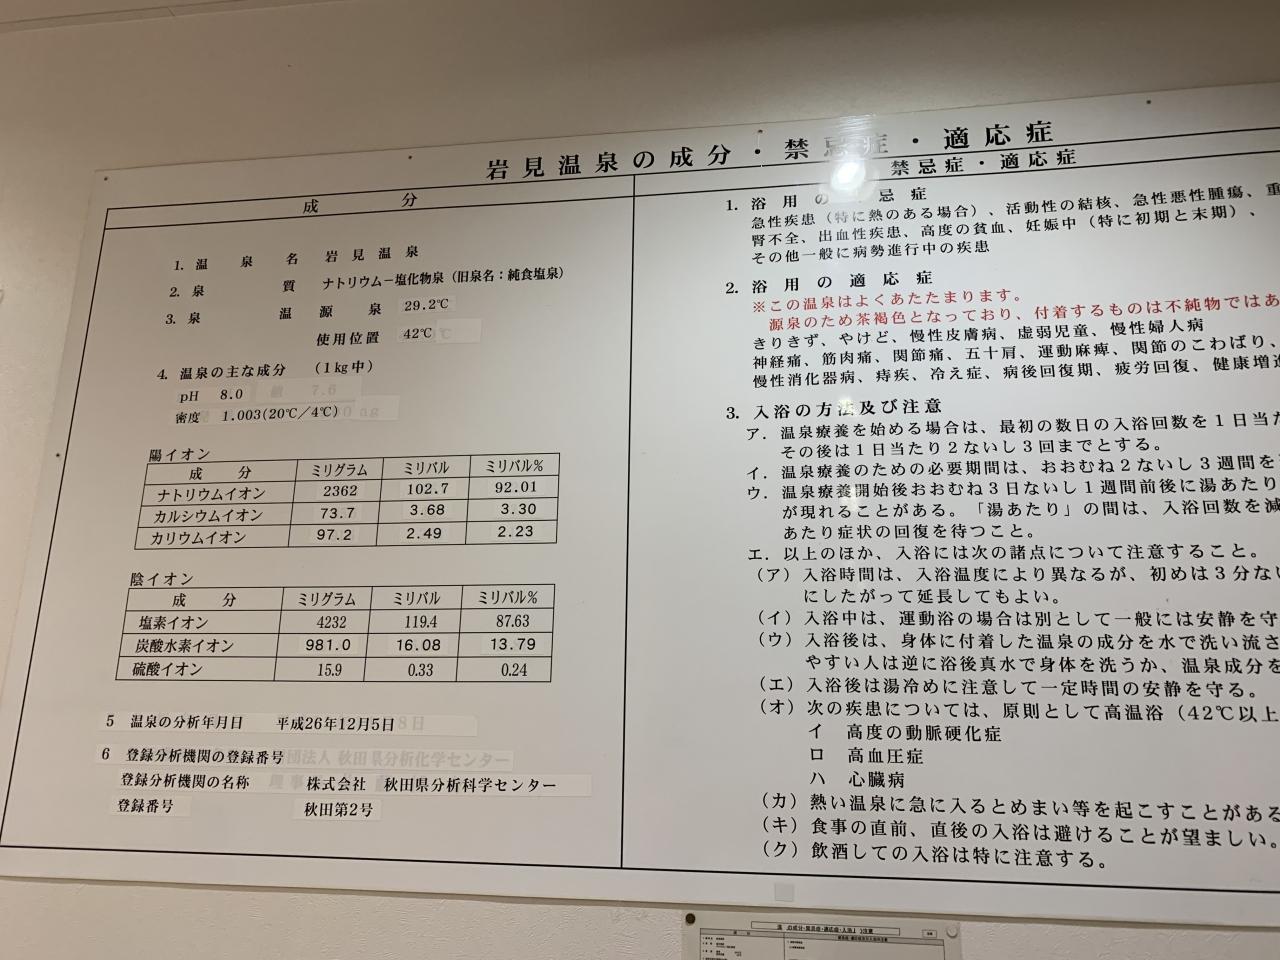 岩見温泉の成分・禁忌症・適応症
成分
1. 温泉名 岩見温泉
2. 泉質 ナトリウム－塩化物泉（旧泉名：純食塩泉）
3. 泉温 源泉 29.2℃
使用位置 42℃
4. 温泉の主な成分 （1kg中）
pH 8.0
密度 1.003(20℃／4℃)
陽イオン
成分 ミリグラム ミリバル ミリバル%
ナトリウムイオン 2362 102.7 92.01
カルシウムイオン 73.7 3.68 3.30
カリウムイオン 97.2 2.49 2.23
陰イオン
成分 ミリグラム ミリバル ミリバル%
塩素イオン 4232 119.4 87.63
炭酸水素イオン 981.0 16.08 13.79
硫酸イオン 15.9 0.33 0.24
5 温泉の分析年月日 平成26年12月5日
6 登録分析機関の登録番号
登録分析機関の名称 株式会社 秋田県分析科学センター
登録番号 秋田第2号
禁忌症・適応症
1. 浴用の忌症
急性疾患（特に熱のある場合）、活動性の結核、急性悪性腫瘍、重
腎不全、出血性疾患、高度の貧血、妊娠中（特に初期と末期）、
その他一般に病勢進行中の疾患
2. 浴用の適応症
※この温泉はよくあたたまります。
源泉のため茶褐色となっており、付着するものは不純物ではあ
きりきず、やけど、慢性皮膚病、虚弱児童、慢性婦人病
神経痛、筋肉痛、関節痛、五十肩、運動麻痺、関節のこわばり、
慢性消化器病、痔疾、冷え症、病後回復期、疲労回復、健康増進
3. 入浴の方法及び注意
ア. 温泉療養を始める場合は、最初の数日の入浴回数を1日当た
その後は1日当たり2ないし3回までとする。
イ. 温泉療養のための必要期間は、おおむね2ないし3週間を
ウ. 温泉療養開始後おおむね3日ないし1週間前後に湯あたり
が現れることがある。「湯あたり」の間は、入浴回数を減
あたり症状の回復を待つこと。
エ. 以上のほか、入浴には次の諸点について注意すること。
（ア）入浴時間は、入浴温度により異なるが、初めは3分ない
にしたがって延長してもよい。
（イ）入浴中は、運動浴の場合は別として一般には安静を守
（ウ）入浴後は、身体に付着した温泉の成分を水で洗い流さ
やすい人は逆に浴後真水で身体を洗うか、温泉成分を
（エ）入浴後は湯冷めに注意して一定時間の安静を守る。
（オ）次の疾患については、原則として高温浴（42℃以上
イ 高度の動脈硬化症
ロ 高血圧症
ハ 心臓病
（カ）熱い温泉に急に入るとめまい等を起こすことがある
（キ）食事の直前、直後の入浴は避けることが望ましい。
（ク）飲酒しての入浴は特に注意する。